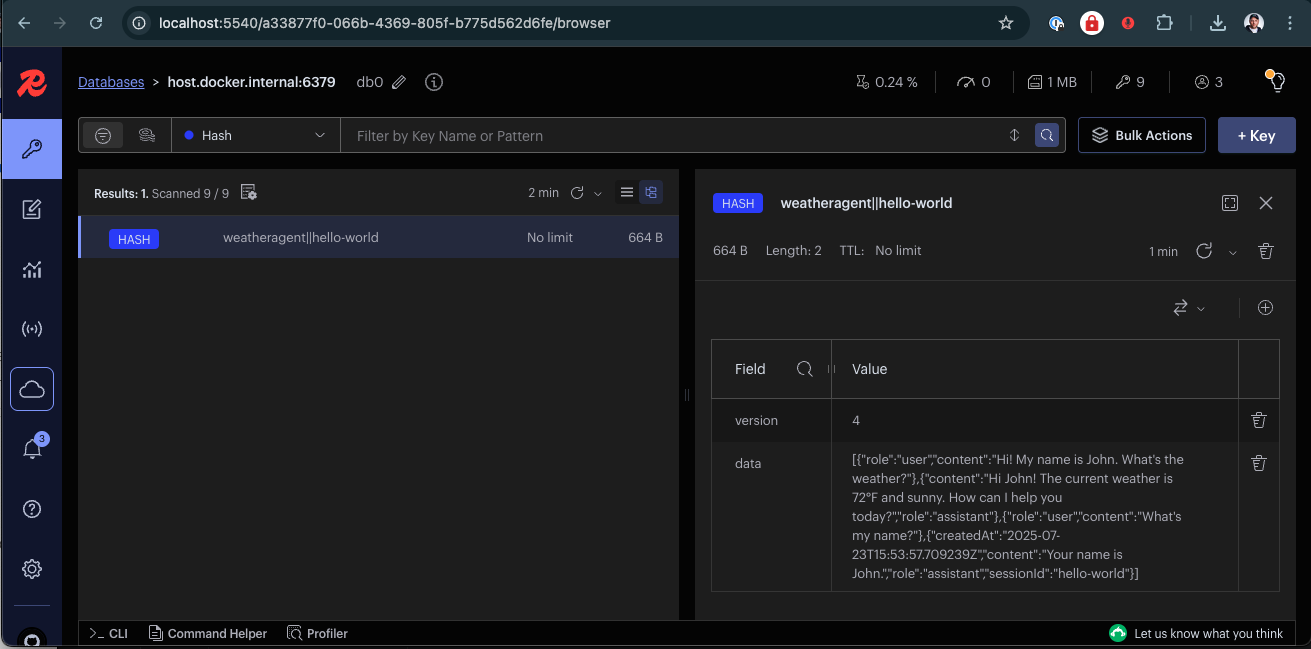 localhost:5540/a33877f0-066b-4369-805f-b775d562d6fe/browser
Databases > host.docker.internal:6379 db0 0.24 % 0 1 MB 9 3
Hash Filter by Key Name or Pattern Bulk Actions + Key
Results: 1. Scanned 9 / 9 2 min
HASH weatheragent||hello-world No limit 664 B
HASH weatheragent||hello-world
664 B Length: 2 TTL: No limit 1 min
Field Value
version 4
data [{"role":"user","content":"Hi! My name is John. What's the
weather?"},{"content":"Hi John! The current weather is
72°F and sunny. How can I help you
today?","role":"assistant"},{"role":"user","content":"What's
my name?"},{"createdAt":"2025-07-
23T15:53:57.709239Z","content":"Your name is
John.","role":"assistant","sessionId":"hello-world"}]
3
>_ CLI Command Helper Profiler Let us know what you think